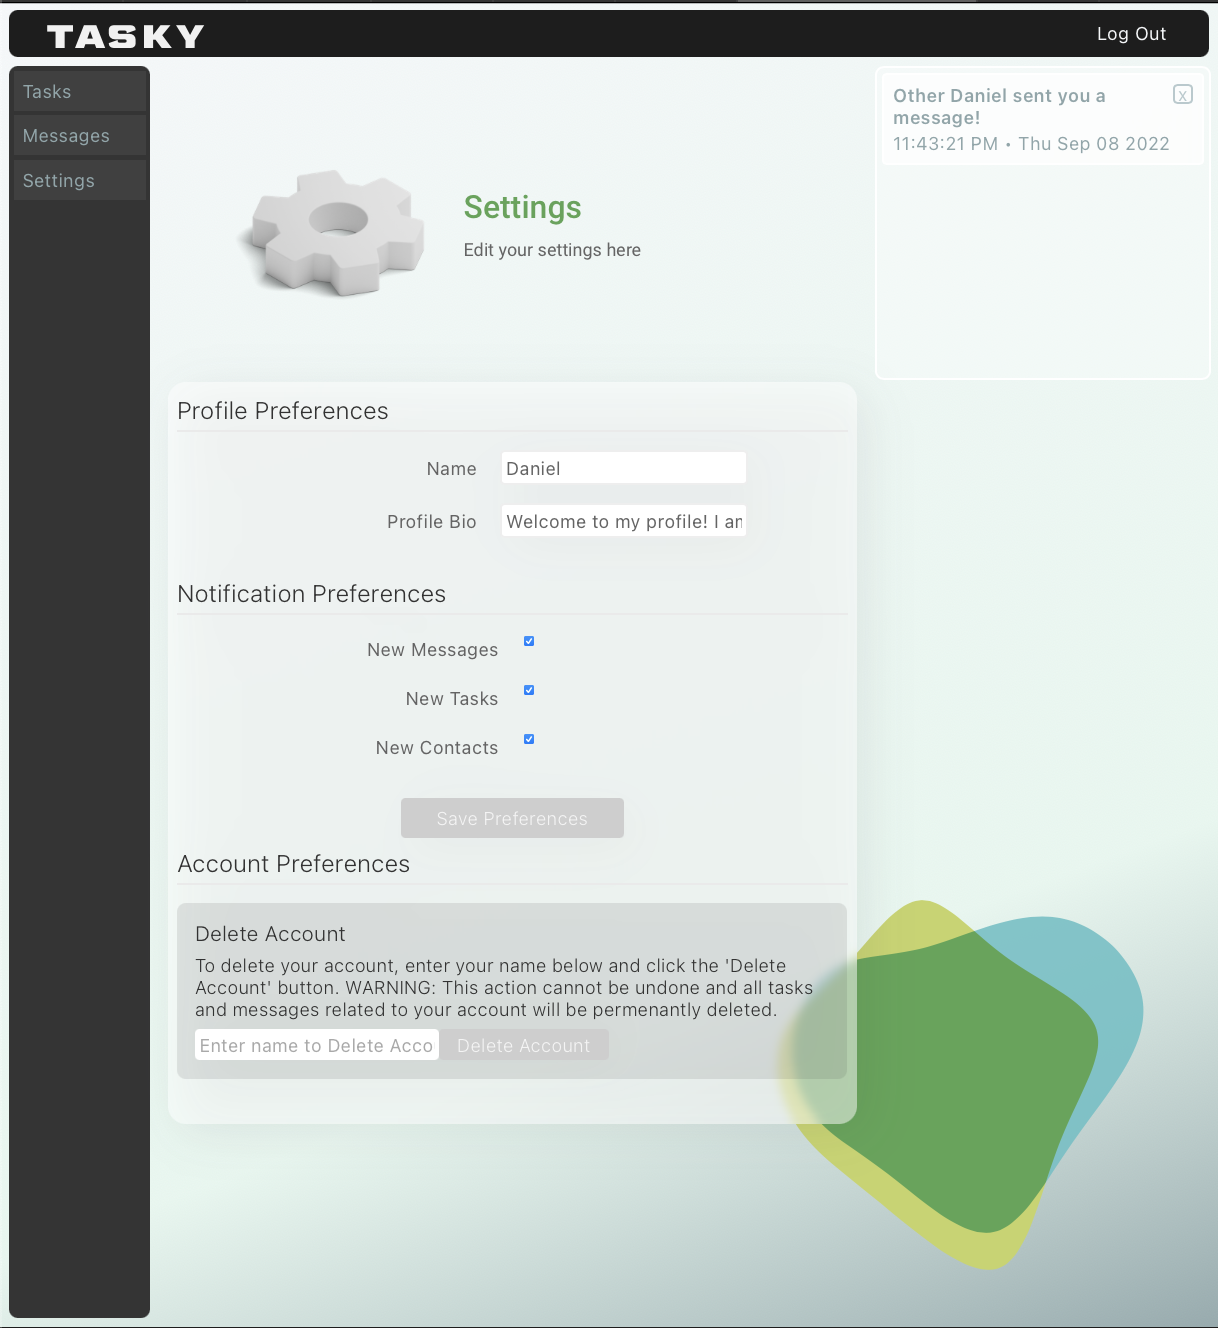 TASKY
Log Out
Tasks
Messages
Settings
Other Daniel sent you a
message!
x
11:43:21 PM • Thu Sep 08 2022
Settings
Edit your settings here
Profile Preferences
Name
Daniel
Profile Bio
Welcome to my profile! I am
Notification Preferences
New Messages
New Tasks
New Contacts
Save Preferences
Account Preferences
Delete Account
To delete your account, enter your name below and click the 'Delete
Account' button. WARNING: This action cannot be undone and all tasks
and messages related to your account will be permenantly deleted.
Enter name to Delete Acco
Delete Account